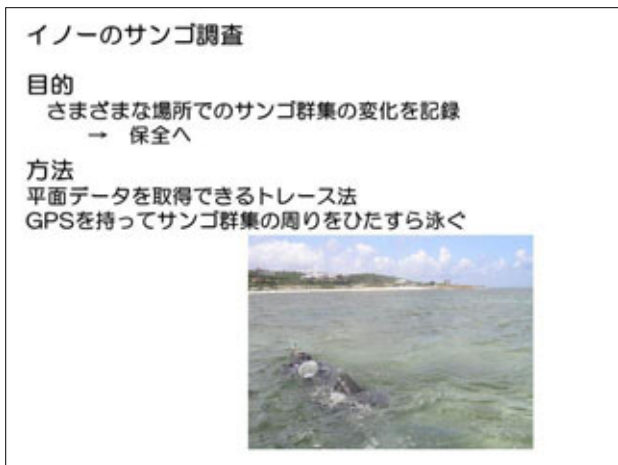 イノーのサンゴ調査
目的
さまざまな場所でのサンゴ群集の変化を記録
→ 保全へ
方法
平面データを取得できるトレース法
GPSを持ってサンゴ群集の周りをひたすら泳ぐ